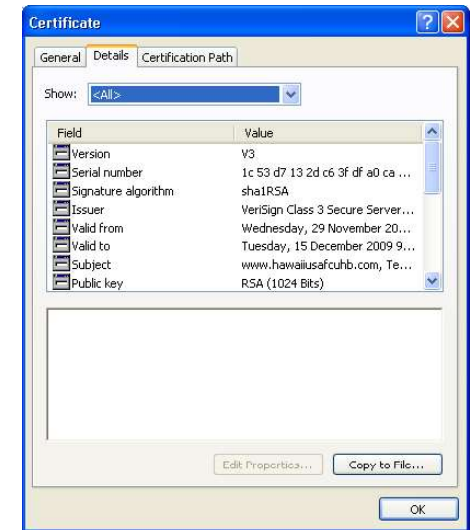 Certificate
General Details Certification Path
Show: <All>
Field Value
Version V3
Serial number 1c 53 d7 13 2d c6 3f df a0 ca ...
Signature algorithm sha1RSA
Issuer VeriSign Class 3 Secure Server...
Valid from Wednesday, 29 November 20...
Valid to Tuesday, 15 December 2009 9...
Subject www.hawaiiusafcuhb.com, Te...
Public key RSA (1024 Bits)
Edit Properties... Copy to File...
OK